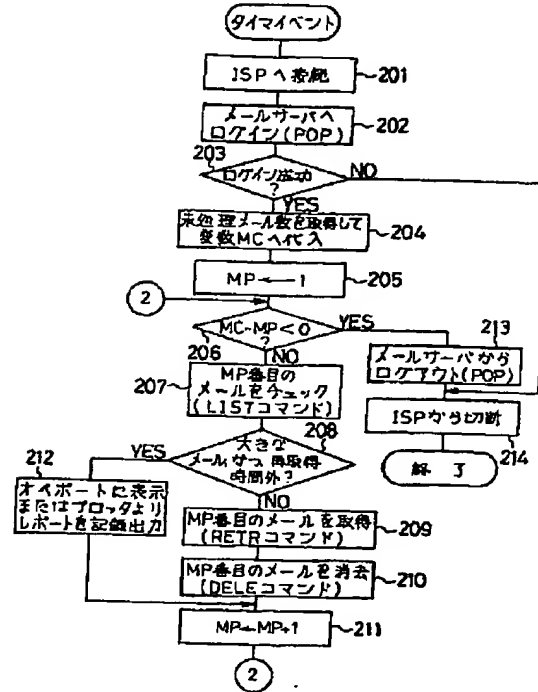 タイマイベント
ISPへ接続
201
メールサーバへ
ログイン(POP)
202
203
ログイン成功
?
NO
YES
未処理メール数を取得して
変数MCへ代入
204
MP←1
205
2
MC-MP<0
?
206
YES
NO
213
メールサーバから
ログアウト(POP)
207
MP番目の
メールをチェック
(LISTコマンド)
ISPから切断
214
終了
208
大きな
メールかつ再取得
時間外?
212
YES
NO
オペポートに表示
またはプロッタより
レポートを記録出力
MP番目のメールを取得
(RETRコマンド)
209
MP番目のメールを消去
(DELEコマンド)
210
MP←MP+1
211
2